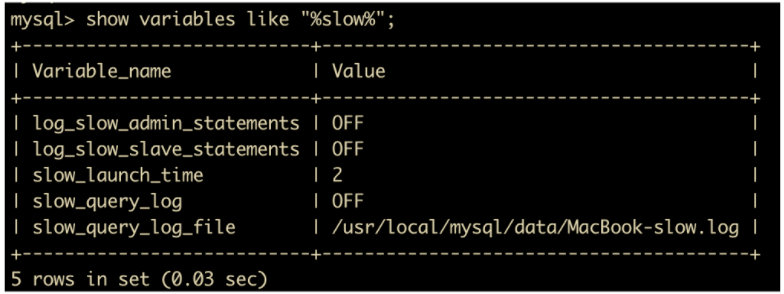 mysql> show variables like "%slow%";
+---------------------------+----------------------------------------+
| Variable_name             | Value                                  |
+---------------------------+----------------------------------------+
| log_slow_admin_statements | OFF                                    |
| log_slow_slave_statements | OFF                                    |
| slow_launch_time          | 2                                      |
| slow_query_log            | OFF                                    |
| slow_query_log_file       | /usr/local/mysql/data/MacBook-slow.log |
+---------------------------+----------------------------------------+
5 rows in set (0.03 sec)